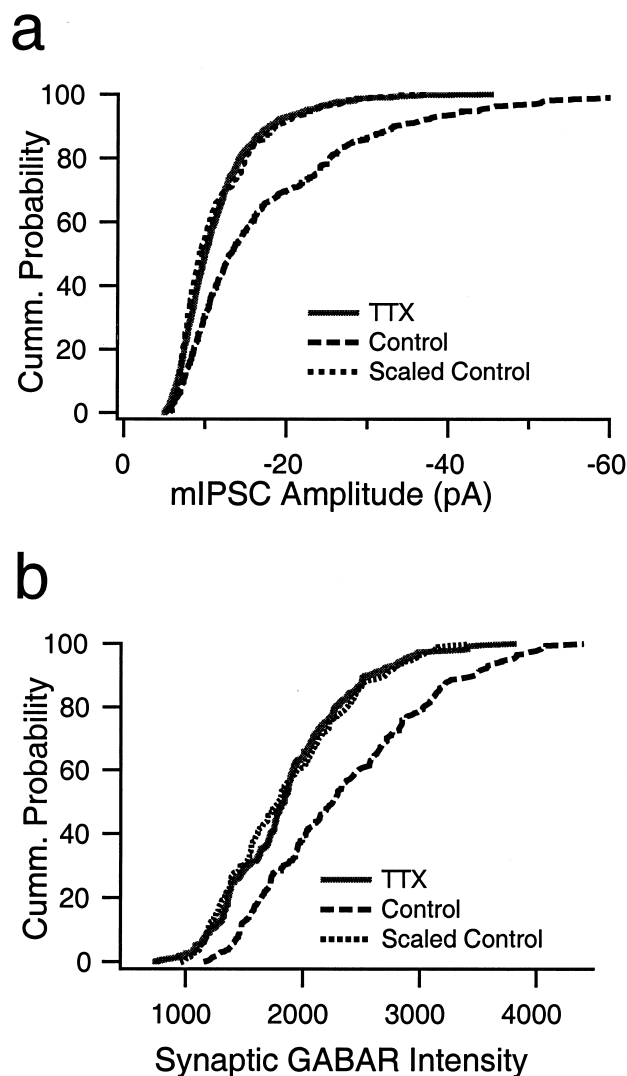 a
100
80
60
40
20
0
Cumm. Probability
TTX
Control
Scaled Control
0 -20 -40 -60
mIPSC Amplitude (pA)
b
100
80
60
40
20
0
Cumm. Probability
TTX
Control
Scaled Control
1000 2000 3000 4000
Synaptic GABAR Intensity